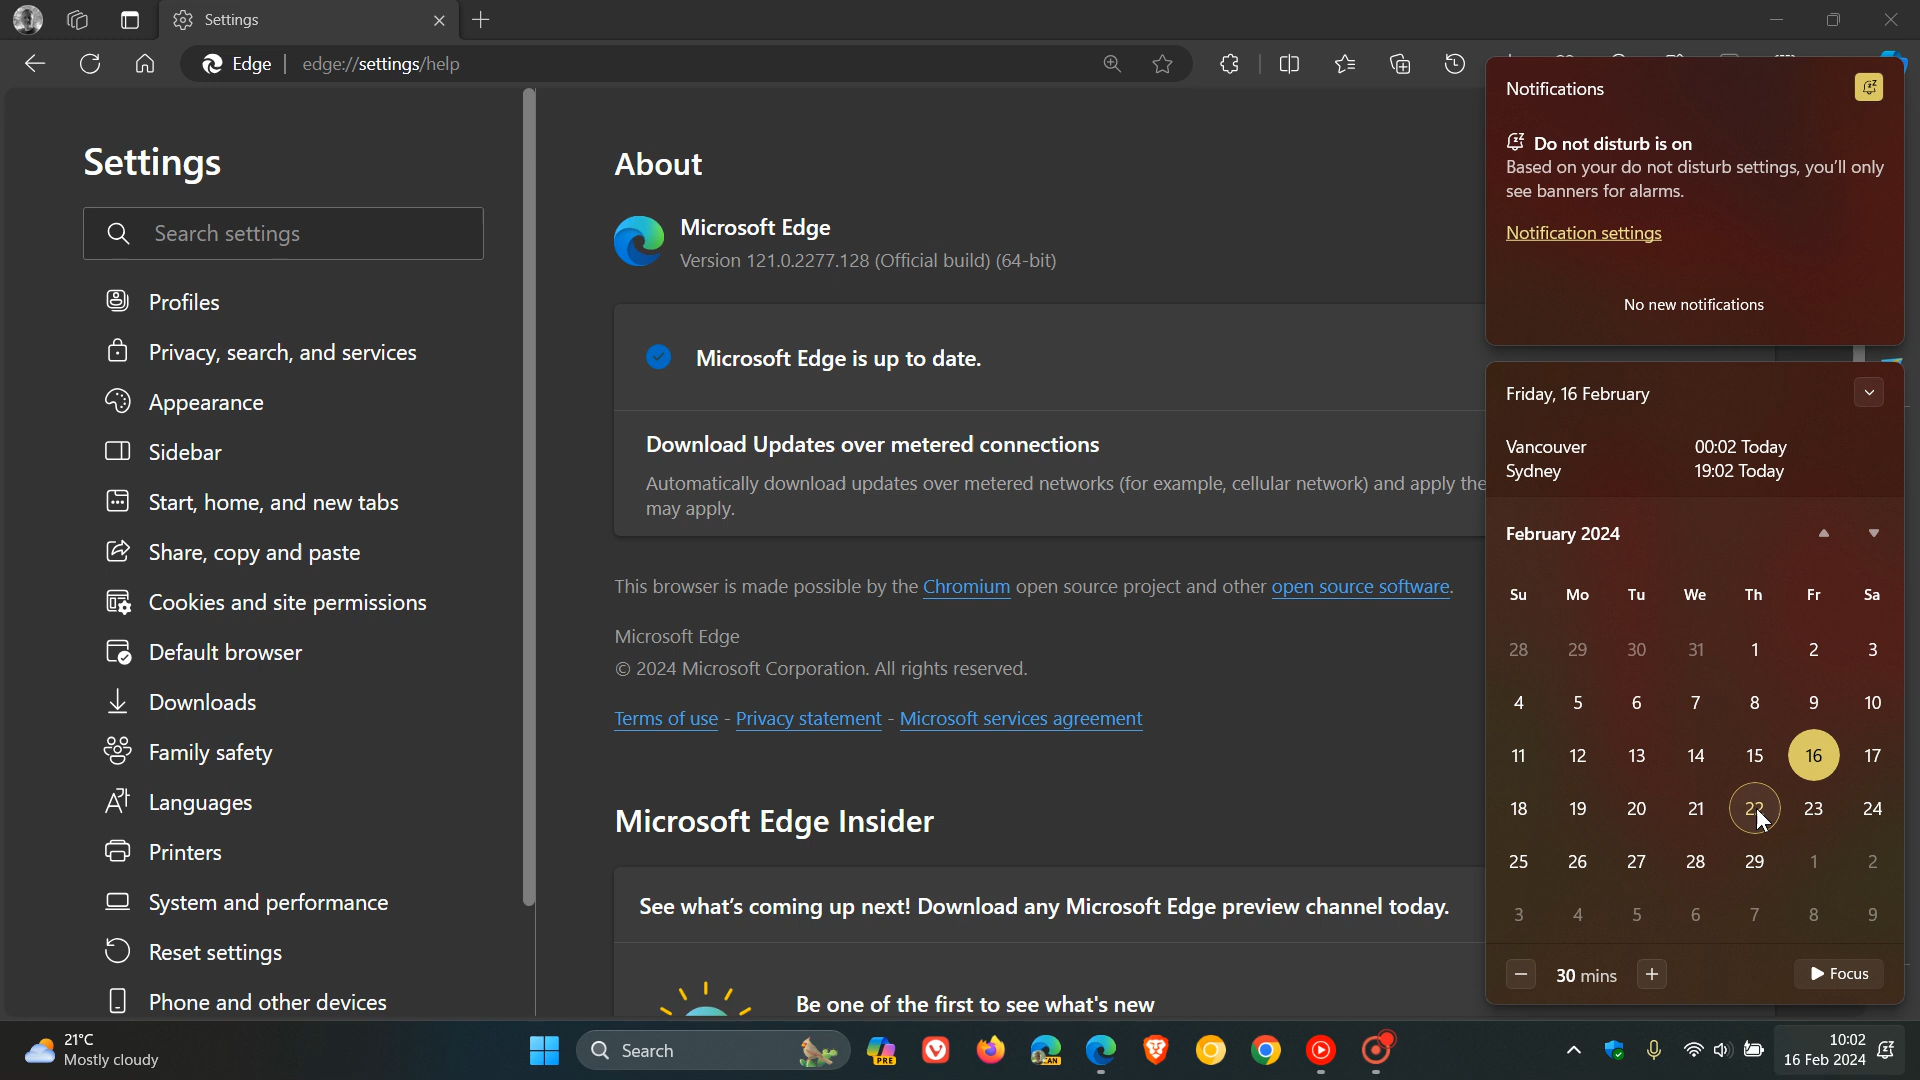 Settings
Edge
edge://settings/help
Settings
Search settings
Profiles
Privacy, search, and services
Appearance
Sidebar
Start, home, and new tabs
Share, copy and paste
Cookies and site permissions
Default browser
Downloads
Family safety
Languages
Printers
System and performance
Reset settings
Phone and other devices
About
Microsoft Edge
Version 121.0.2277.128 (Official build) (64-bit)
Microsoft Edge is up to date.
Download Updates over metered connections
Automatically download updates over metered networks (for example, cellular network) and apply the
may apply.
This browser is made possible by the Chromium open source project and other open source software.
Microsoft Edge
© 2024 Microsoft Corporation. All rights reserved.
Terms of use - Privacy statement - Microsoft services agreement
Microsoft Edge Insider
See what's coming up next! Download any Microsoft Edge preview channel today.
Be one of the first to see what's new
Notifications
Do not disturb is on
Based on your do not disturb settings, you'll only
see banners for alarms.
Notification settings
No new notifications
Friday, 16 February
Vancouver 00:02 Today
Sydney 19:02 Today
February 2024
Su Mo Tu We Th Fr Sa
28 29 30 31 1 2 3
4 5 6 7 8 9 10
11 12 13 14 15 16 17
18 19 20 21 22 23 24
25 26 27 28 29 1 2
3 4 5 6 7 8 9
30 mins
Focus
21°C
Mostly cloudy
Search
PRE
CAN
10:02
16 Feb 2024